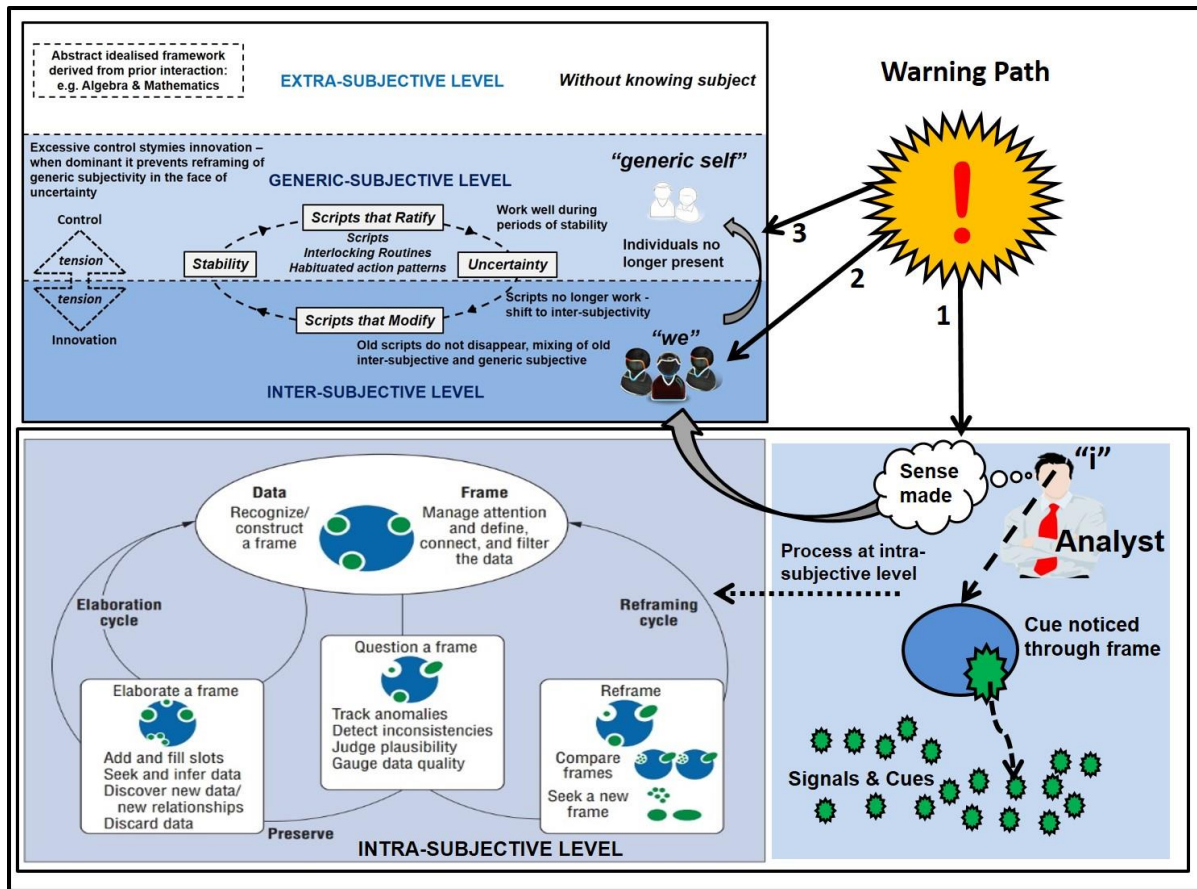 Abstract idealised framework
derived from prior interaction:
e.g. Algebra & Mathematics
EXTRA-SUBJECTIVE LEVEL
Without knowing subject
Warning Path
Excessive control stymies innovation –
when dominant it prevents reframing of
generic subjectivity in the face of
uncertainty
GENERIC-SUBJECTIVE LEVEL
“generic self”
Control
tension
tension
Innovation
Scripts that Ratify
Scripts
Interlocking Routines
Habituated action patterns
Stability
Uncertainty
Work well during
periods of stability
Individuals no
longer present
3
2
1
Scripts that Modify
Scripts no longer work -
shift to inter-subjectivity
Old scripts do not disappear, mixing of old
inter-subjective and generic subjective
“we”
INTER-SUBJECTIVE LEVEL
Data
Recognize/
construct
a frame
Frame
Manage attention
and define,
connect, and filter
the data
Elaboration
cycle
Reframing
cycle
Elaborate a frame
Add and fill slots
Seek and infer data
Discover new data/
new relationships
Discard data
Question a frame
Track anomalies
Detect inconsistencies
Judge plausibility
Gauge data quality
Reframe
Compare
frames
Seek a new
frame
Preserve
INTRA-SUBJECTIVE LEVEL
Sense
made
“i”
Analyst
Process at intra-
subjective level
Cue noticed
through frame
Signals & Cues
!